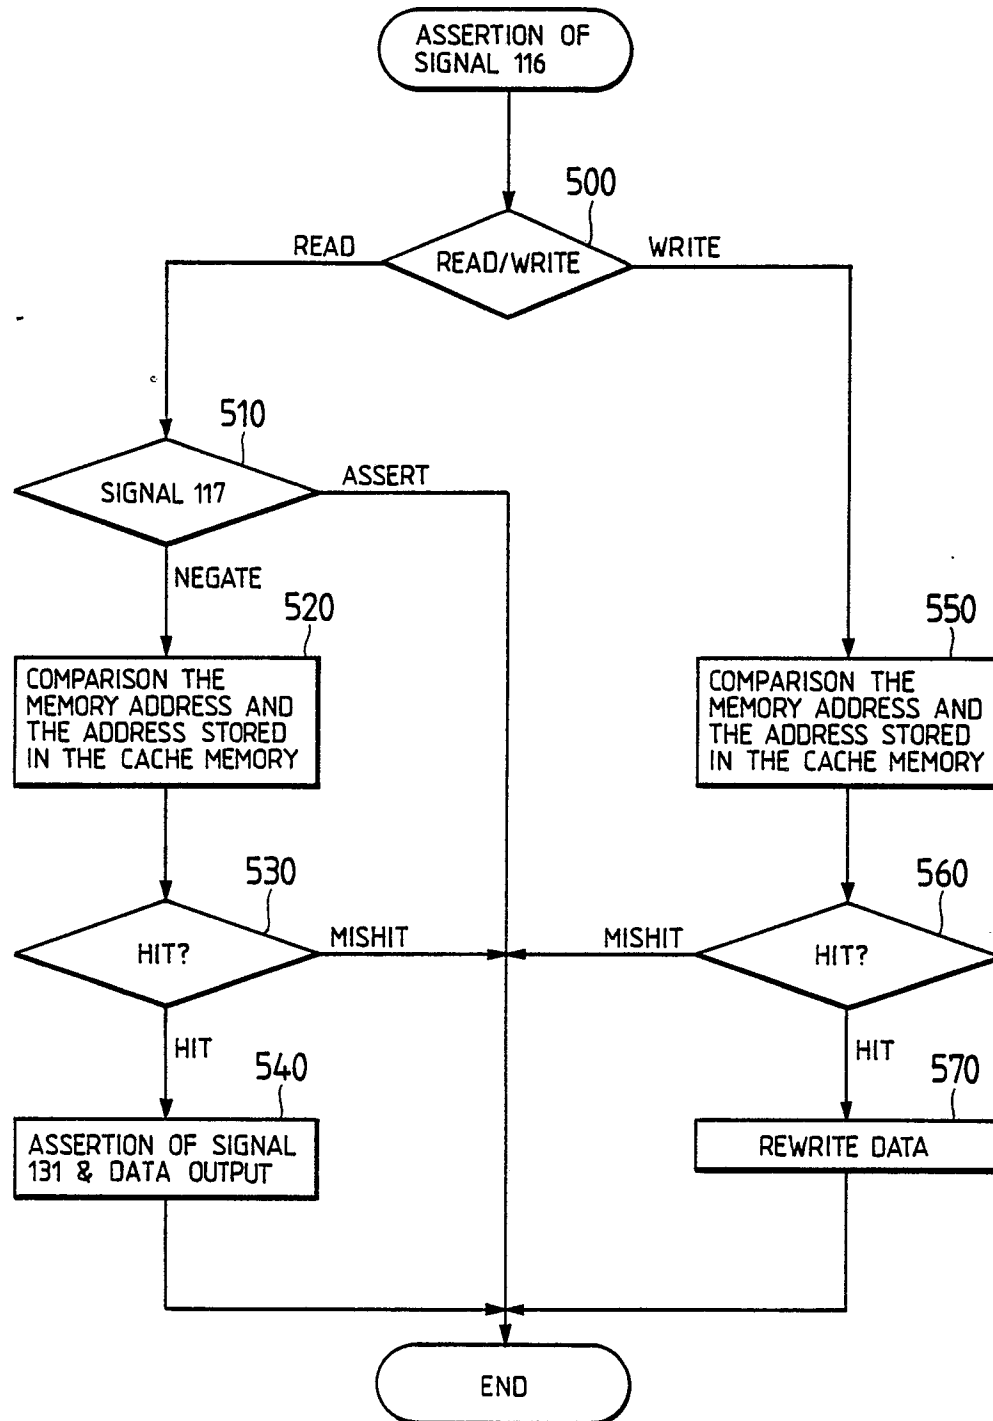 ASSERTION OF
SIGNAL 116
500
READ
READ/WRITE
WRITE
510
SIGNAL 117
ASSERT
NEGATE
520
550
COMPARISON THE
MEMORY ADDRESS AND
THE ADDRESS STORED
IN THE CACHE MEMORY
COMPARISON THE
MEMORY ADDRESS AND
THE ADDRESS STORED
IN THE CACHE MEMORY
530
560
HIT?
MISHIT
MISHIT
HIT?
HIT
HIT
540
570
ASSERTION OF SIGNAL
131 & DATA OUTPUT
REWRITE DATA
END